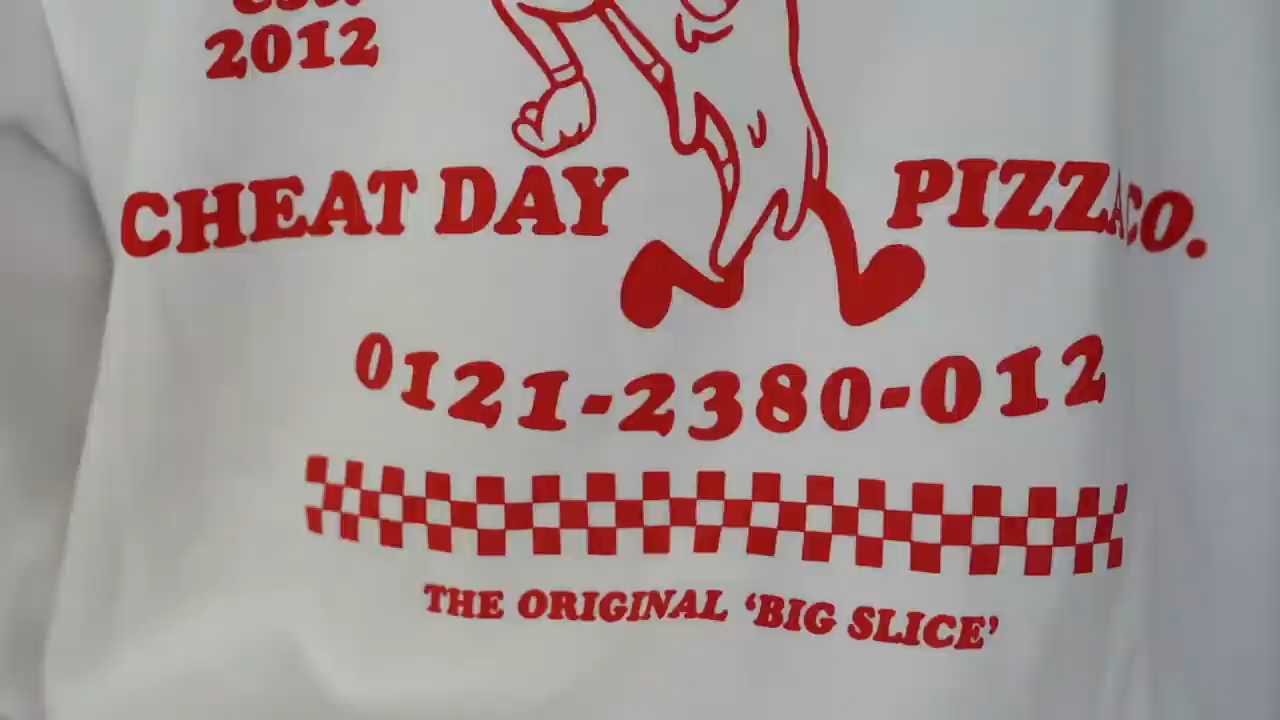 2012
CHEAT DAY PIZZA CO.
0121-2380-012
THE ORIGINAL ‘BIG SLICE’